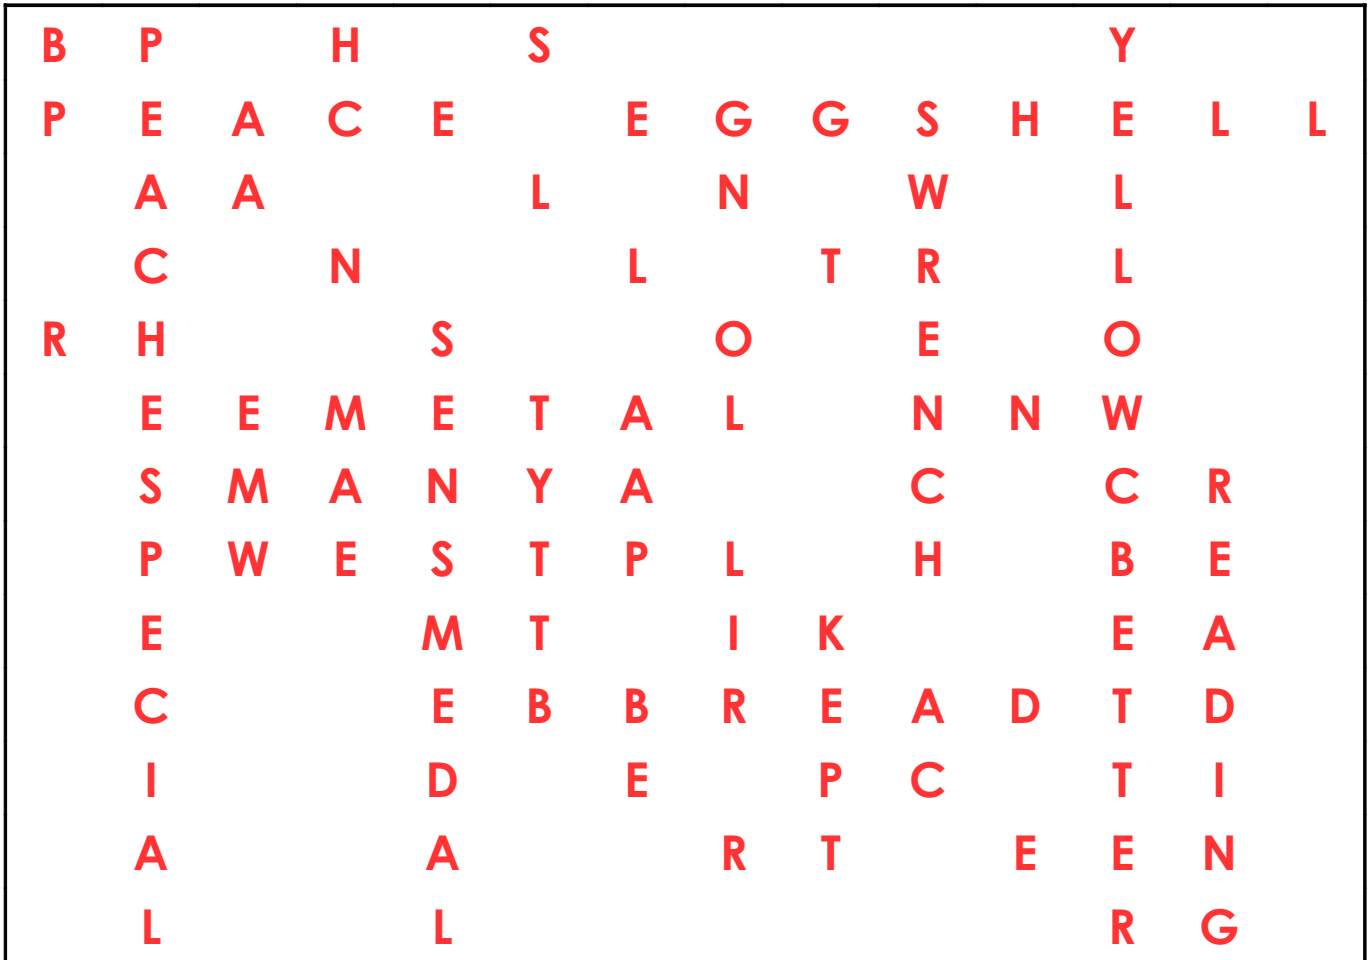 B P H S Y
P E A C E E G G S H E L L
A A L N W L
C N L T R L
R H S O E O
E E M E T A L N N W
S M A N Y A C C R
P W E S T P L H B E
E M T I K E A
C E B B R E A D T D
I D E P C T I
A A R T E E N
L L R G